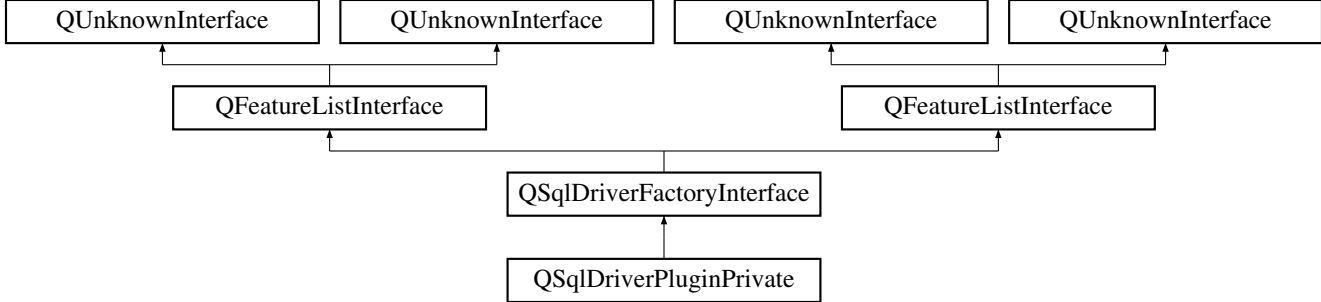 QUnknownInterface
QUnknownInterface
QUnknownInterface
QUnknownInterface
QFeatureListInterface
QFeatureListInterface
QSqlDriverFactoryInterface
QSqlDriverPluginPrivate